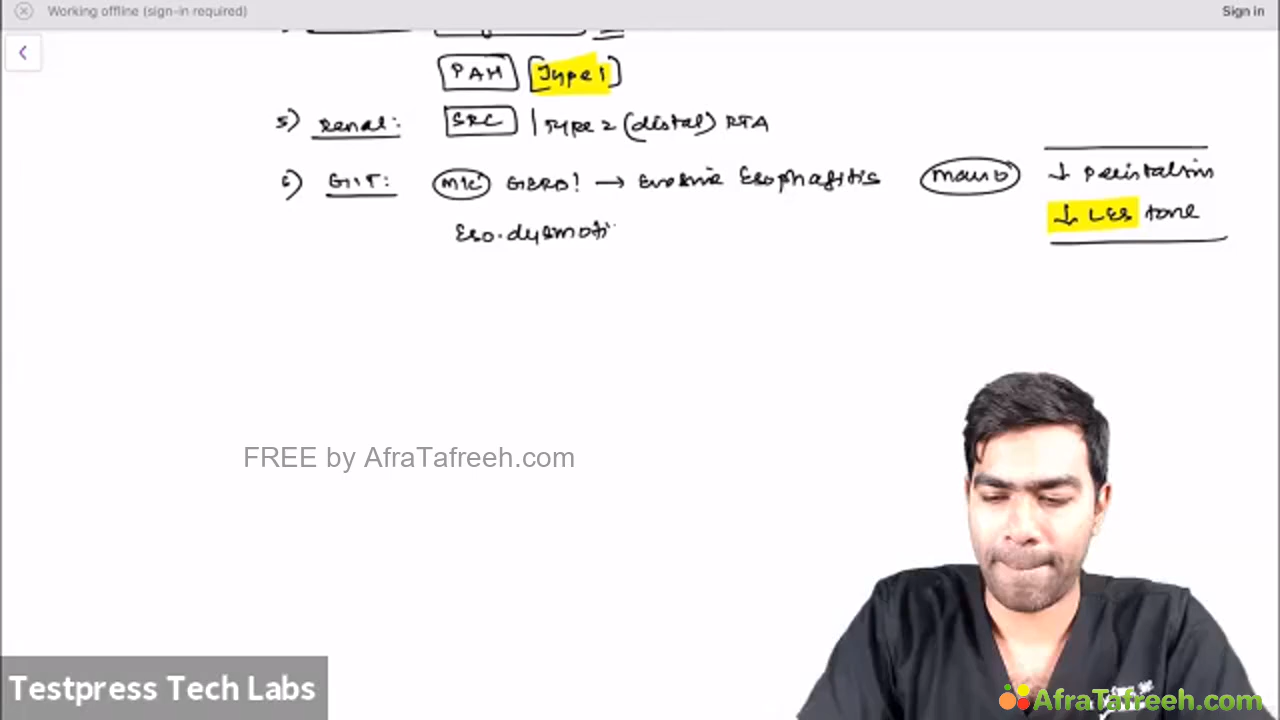 Working offline (sign-in required)
Sign in
PAH [Type 1]
5) Renal: SRC | Type 2 (distal) RTA
6) GIT: M/C GERD! → Erosive Esophagitis Mano ↓ Peristalsis
↓ LES tone
Eso. dysmoti
FREE by AfraTafreeh.com
Testpress Tech Labs
AfraTafreeh.com